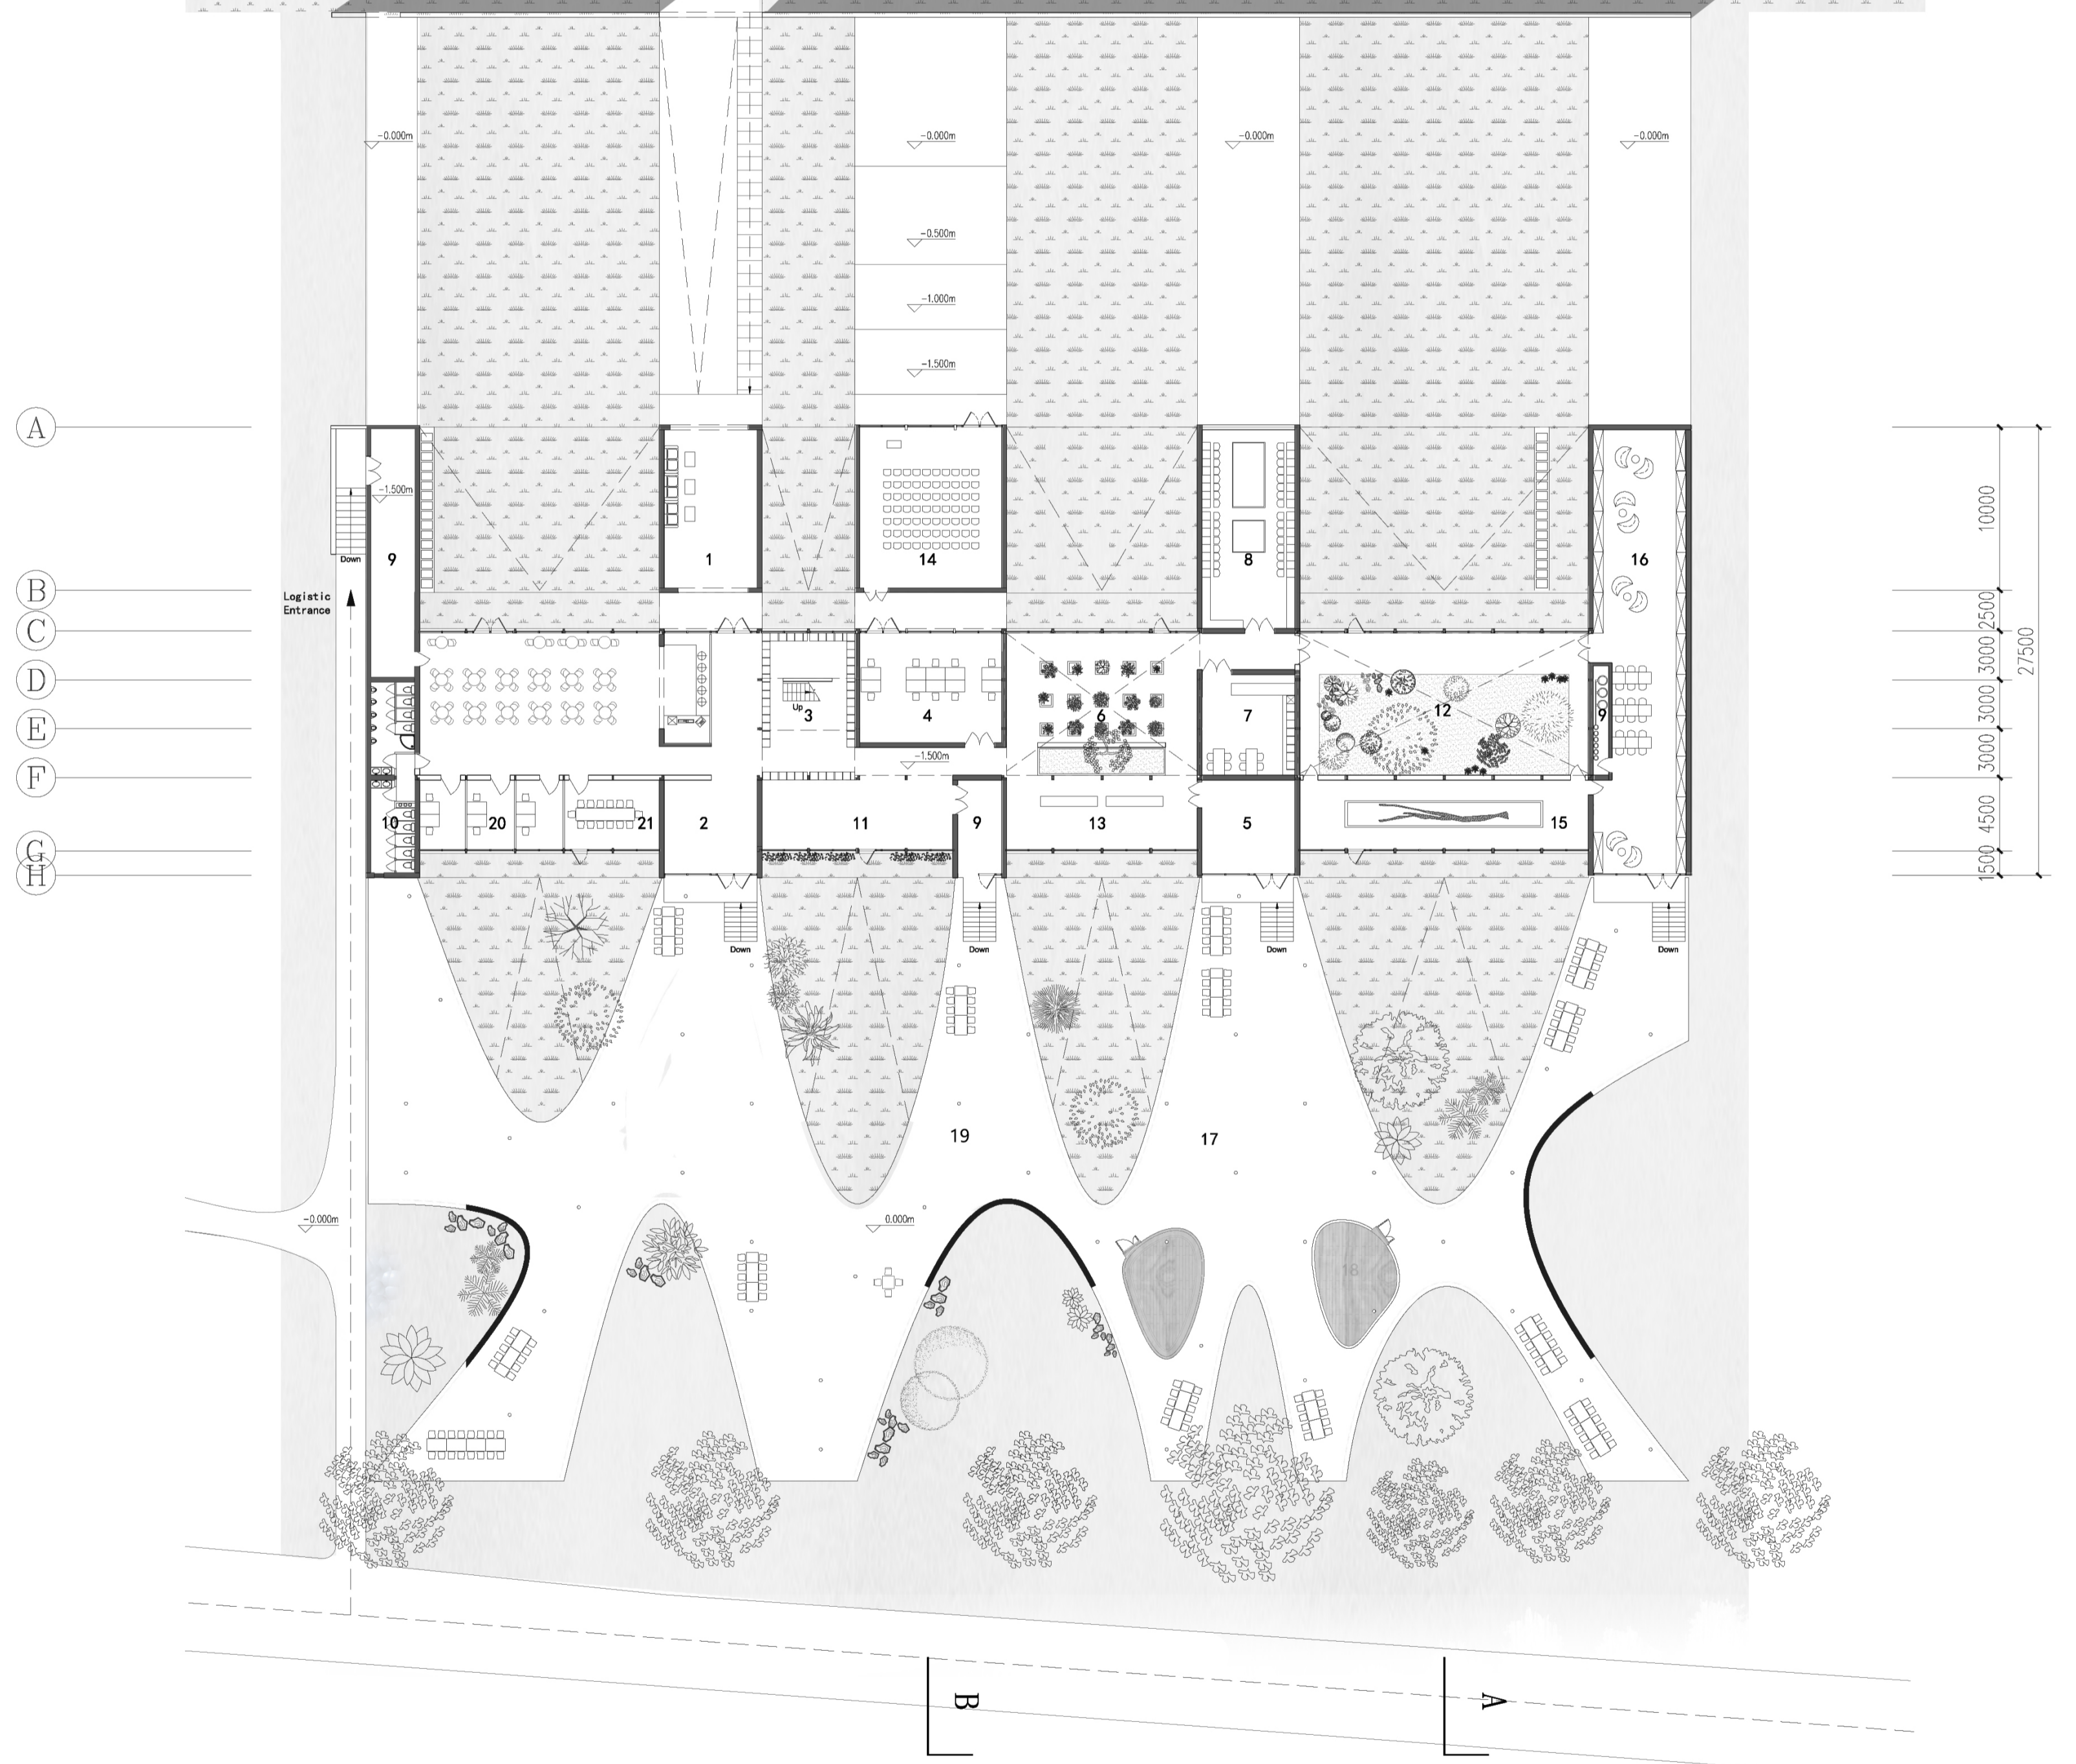 -0.000m
-0.000m
-0.000m
-0.000m
-0.500m
-1.000m
-1.500m
A
-1.500m
10000
Down
9
1
14
8
16
B
Logistic
Entrance
C
2500
D
3000
27500
Up
3
4
6
7
12
9
E
3000
-1.500m
F
3000
10
20
21
2
11
9
13
5
15
4500
G
H
1500
Down
Down
Down
Down
19
17
-0.000m
0.000m
18
B
A